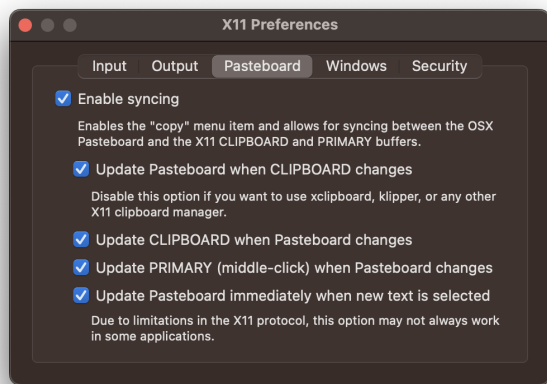 X11 Preferences
Input Output Pasteboard Windows Security
Enable syncing
Enables the "copy" menu item and allows for syncing between the OSX
Pasteboard and the X11 CLIPBOARD and PRIMARY buffers.
Update Pasteboard when CLIPBOARD changes
Disable this option if you want to use xclipboard, klipper, or any other
X11 clipboard manager.
Update CLIPBOARD when Pasteboard changes
Update PRIMARY (middle-click) when Pasteboard changes
Update Pasteboard immediately when new text is selected
Due to limitations in the X11 protocol, this option may not always work
in some applications.